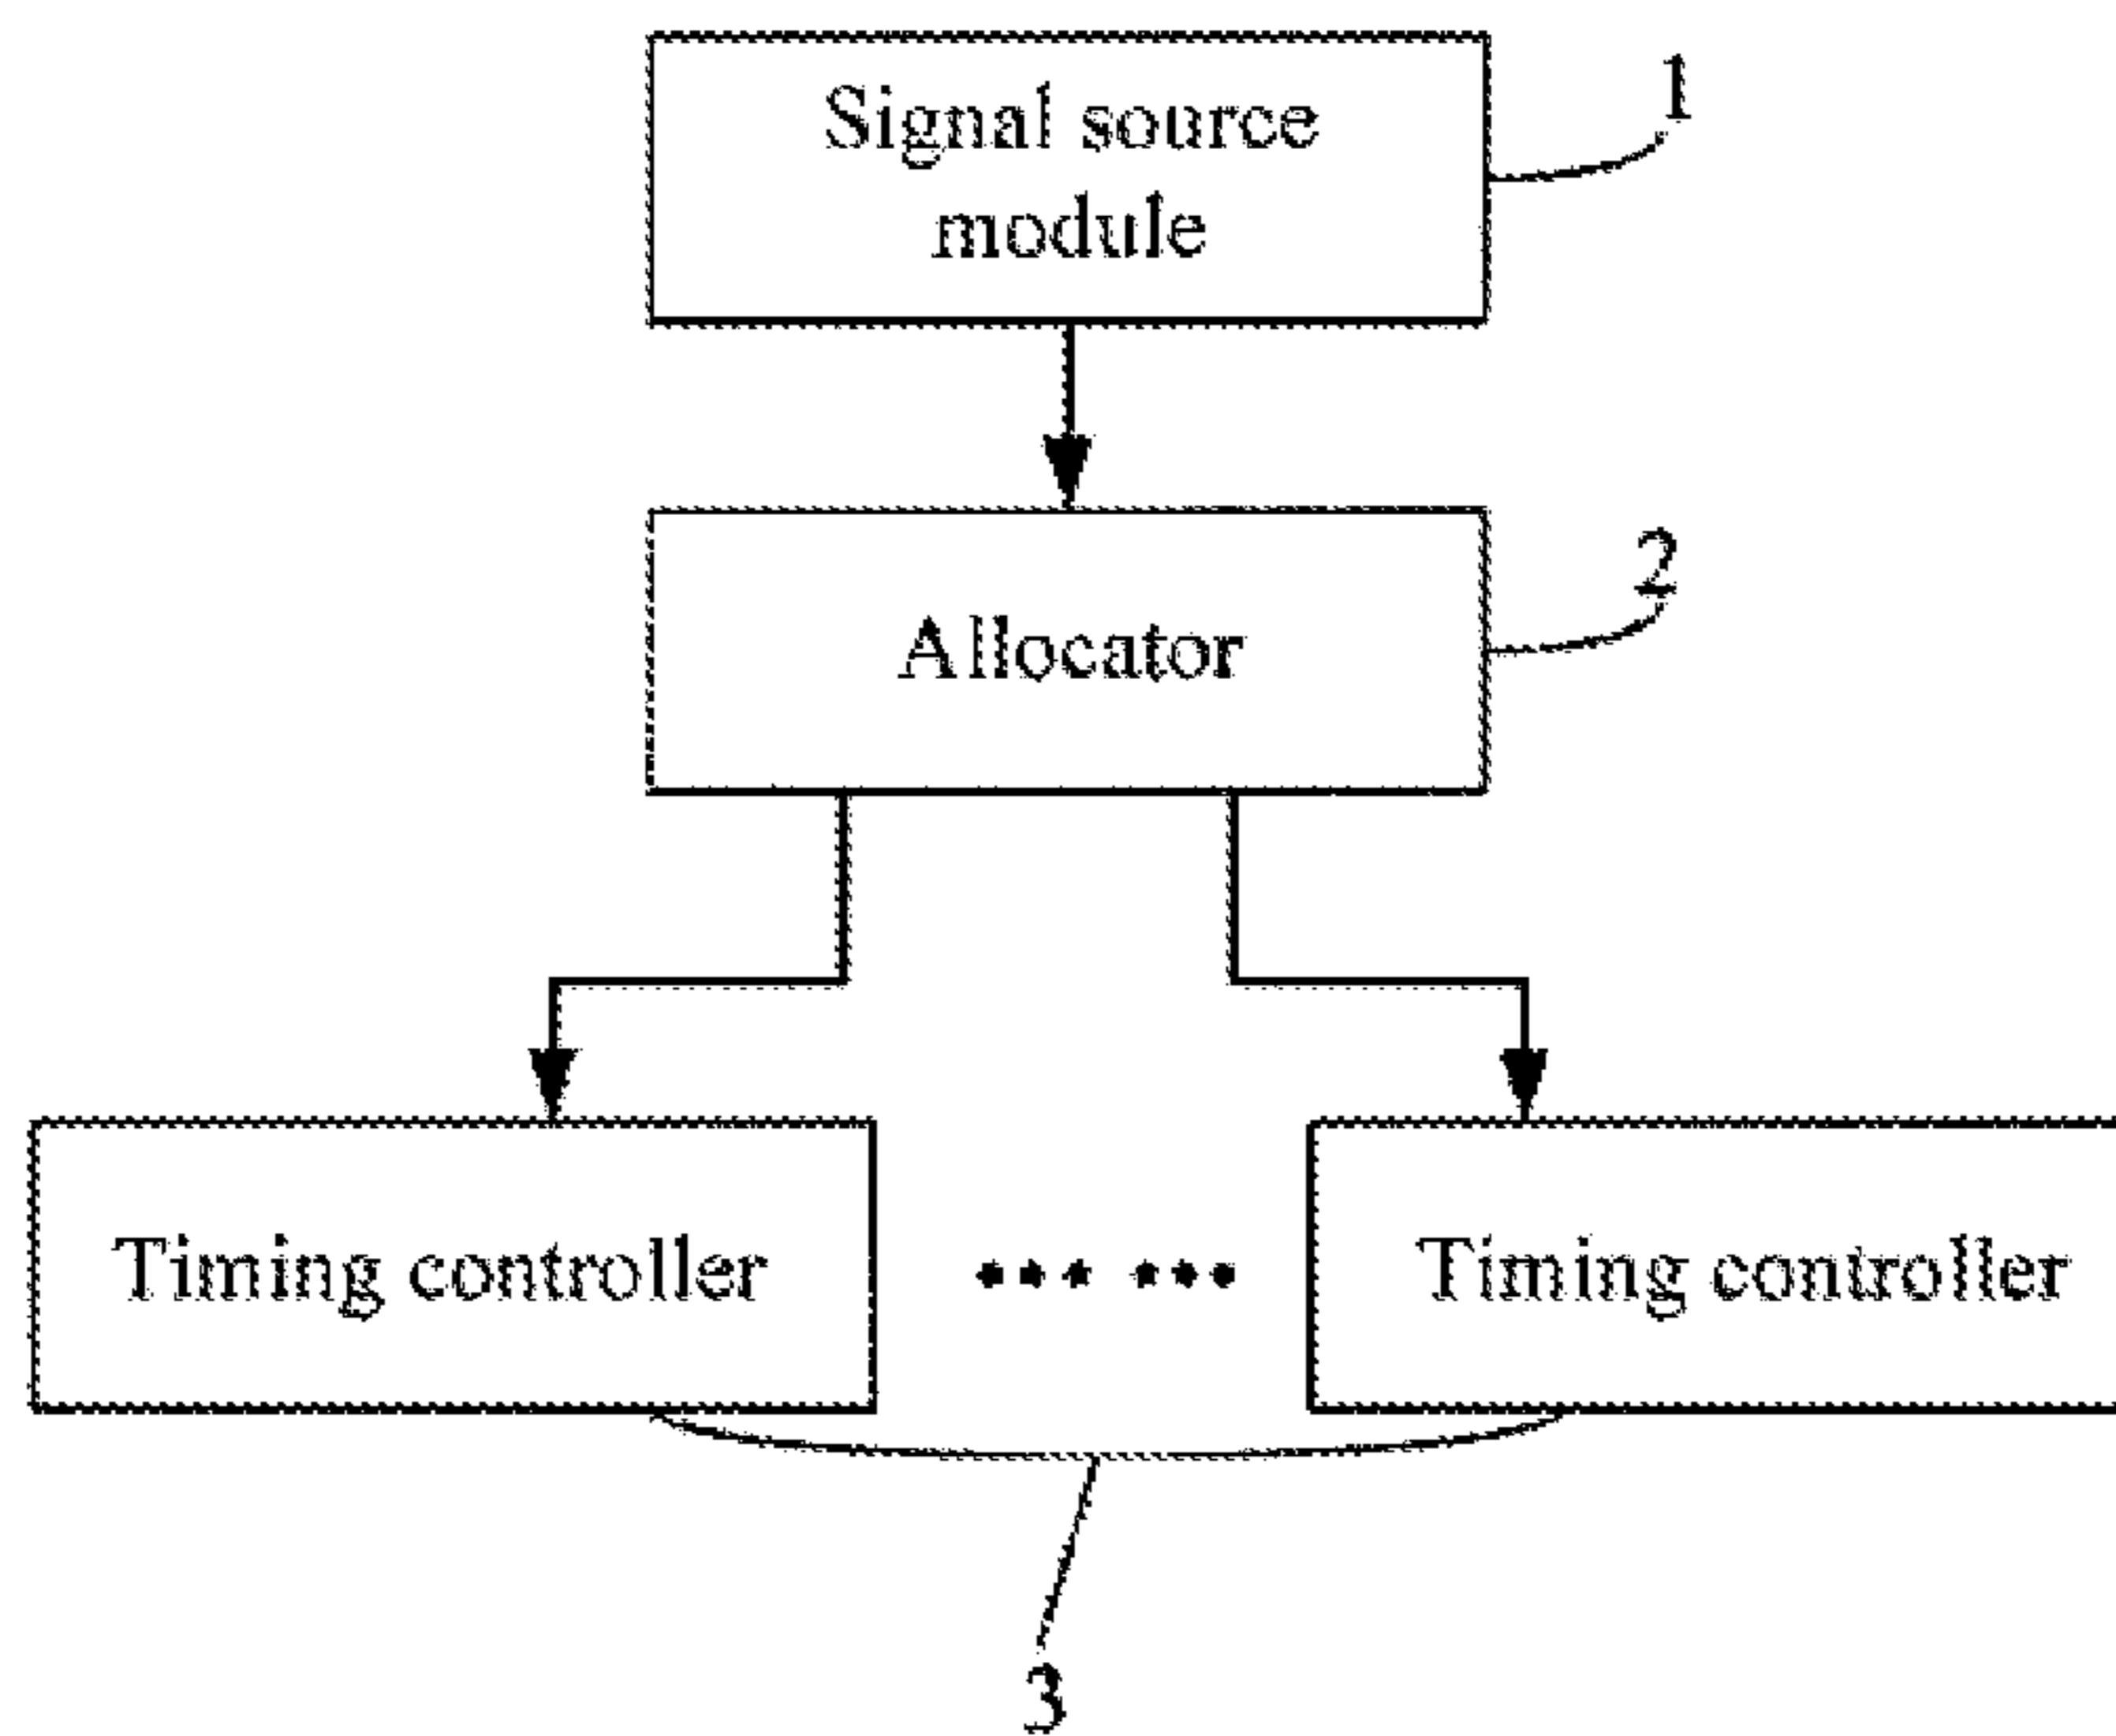 Signal source
module
1
Allocator
2
Timing controller
••• •••
Timing controller
3